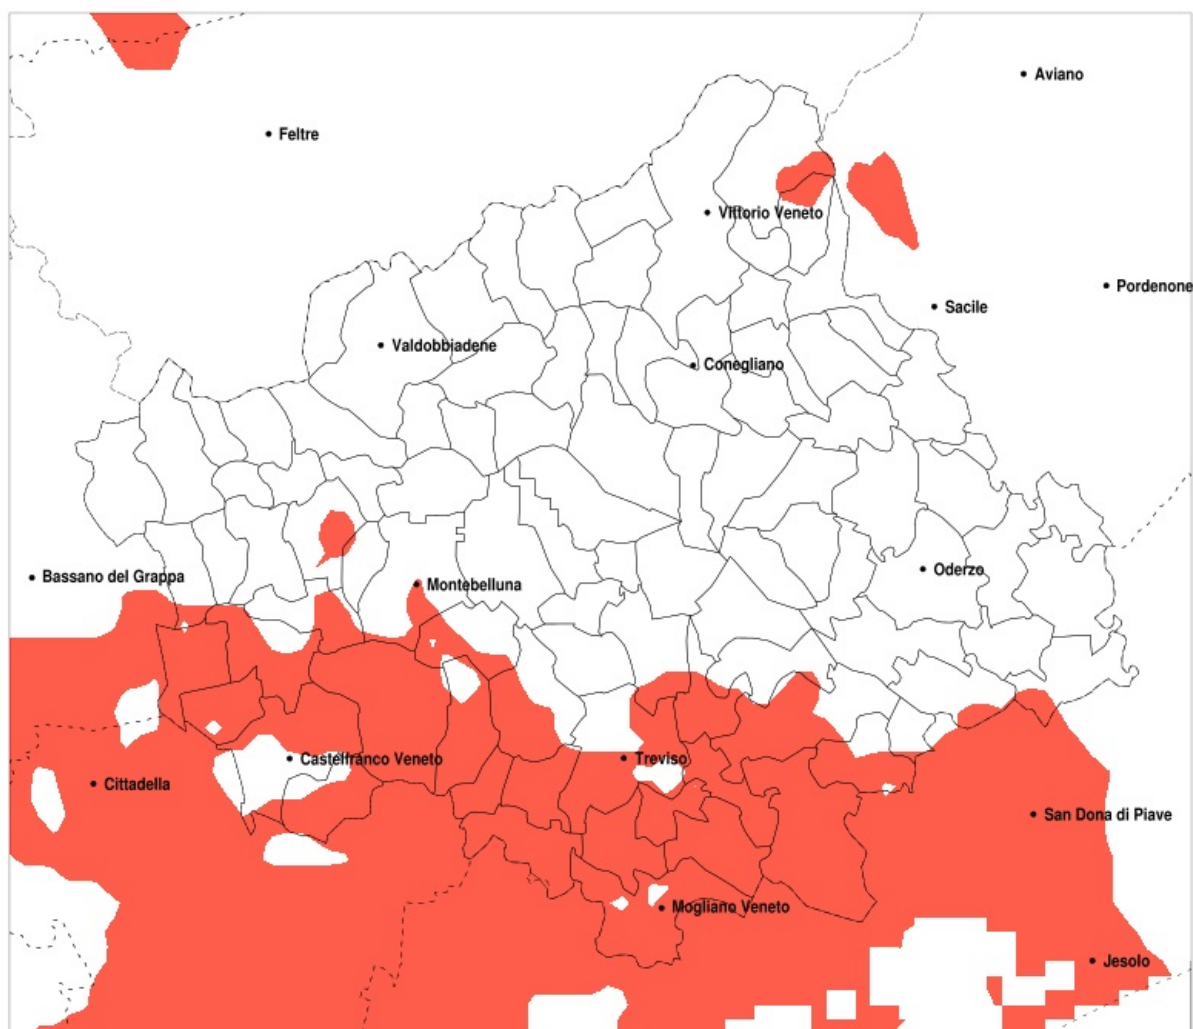 Aviano
Feltre
Vittorio Veneto
Pordenone
Sacile
Valdobbiadene
Conegliano
Oderzo
Bassano del Grappa
Montebelluna
Castelfranco Veneto
Treviso
Cittadella
San Dona di Piave
Mogliano Veneto
Jesolo